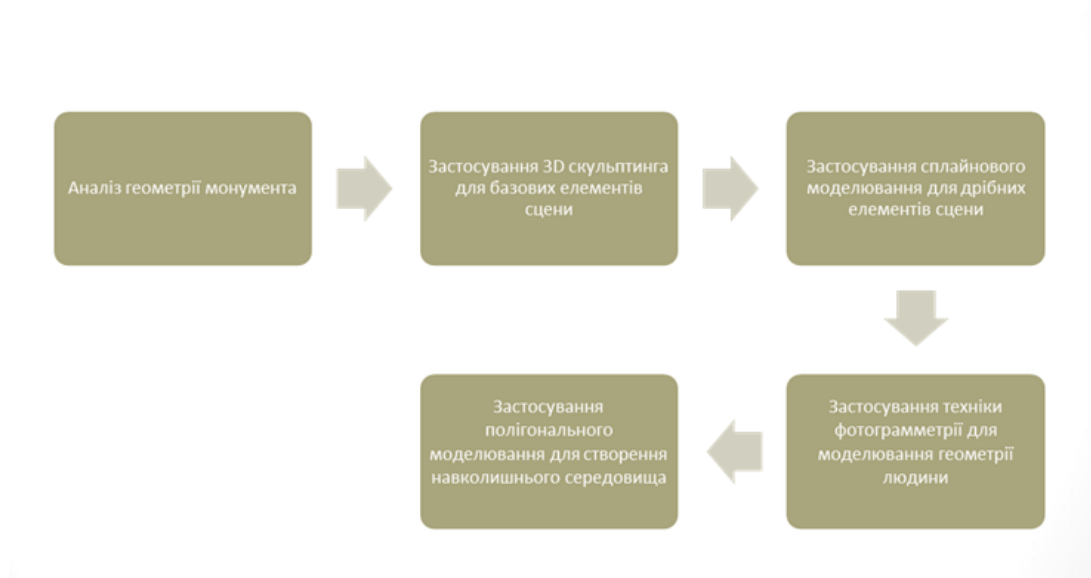 Аналіз геометрії монумента
Застосування 3D скульптинга
для базових елементів
сцени
Застосування сплайнового
моделювання для дрібних
елементів сцени
Застосування техніки
фотограмметрії для
моделювання геометрії
людини
Застосування
полігонального
моделювання для створення
навколишнього середовища